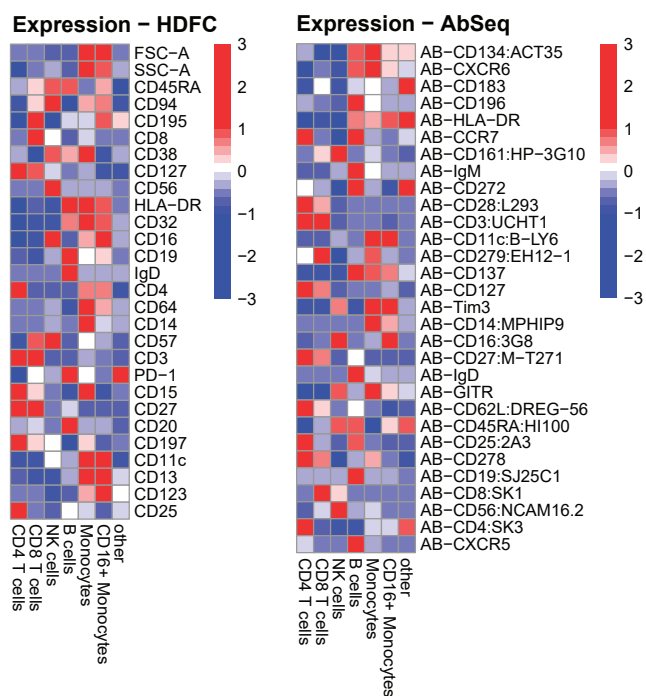 Expression – HDFC
FSC-A
SSC-A
CD45RA
CD94
CD195
CD8
CD38
CD127
CD56
HLA-DR
CD32
CD16
CD19
IgD
CD4
CD64
CD14
CD57
CD3
PD-1
CD15
CD27
CD20
CD197
CD11c
CD13
CD123
CD25
3
2
1
0
−1
−2
−3
CD4 T cells
CD8 T cells
NK cells
B cells
Monocytes
CD16+ Monocytes
other
Expression – AbSeq
AB-CD134:ACT35
AB-CXCR6
AB-CD183
AB-CD196
AB-HLA-DR
AB-CCR7
AB-CD161:HP-3G10
AB-IgM
AB-CD272
AB-CD28:L293
AB-CD3:UCHT1
AB-CD11c:B-LY6
AB-CD279:EH12-1
AB-CD137
AB-CD127
AB-Tim3
AB-CD14:MPHIP9
AB-CD16:3G8
AB-CD27:M-T271
AB-IgD
AB-GITR
AB-CD62L:DREG-56
AB-CD45RA:HI100
AB-CD25:2A3
AB-CD278
AB-CD19:SJ25C1
AB-CD8:SK1
AB-CD56:NCAM16.2
AB-CD4:SK3
AB-CXCR5
3
2
1
0
−1
−2
−3
CD4 T cells
CD8 T cells
NK cells
B cells
Monocytes
CD16+ Monocytes
other